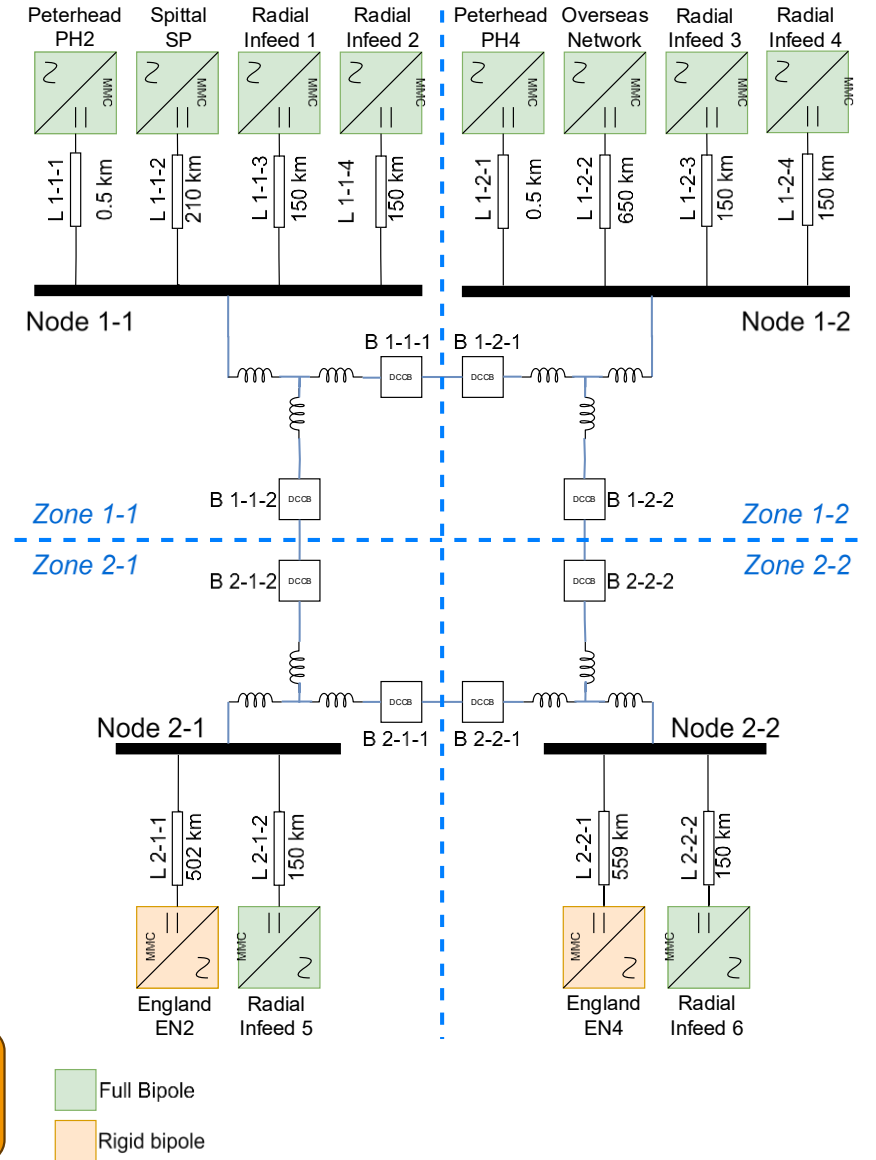 Peterhead
PH2
Spittal
SP
Radial
Infeed 1
Radial
Infeed 2
Peterhead
PH4
Overseas
Network
Radial
Infeed 3
Radial
Infeed 4
MMC
MMC
MMC
MMC
MMC
MMC
MMC
MMC
L 1-1-1
0.5 km
L 1-1-2
210 km
L 1-1-3
150 km
L 1-1-4
150 km
L 1-2-1
0.5 km
L 1-2-2
650 km
L 1-2-3
150 km
L 1-2-4
150 km
Node 1-1
Node 1-2
B 1-1-1
B 1-2-1
DCCB
DCCB
B 1-1-2
DCCB
DCCB
B 1-2-2
Zone 1-1
Zone 1-2
Zone 2-1
Zone 2-2
B 2-1-2
DCCB
DCCB
B 2-2-2
DCCB
DCCB
Node 2-1
B 2-1-1
B 2-2-1
Node 2-2
L 2-1-1
502 km
L 2-1-2
150 km
L 2-2-1
559 km
L 2-2-2
150 km
MMC
MMC
MMC
MMC
England
EN2
Radial
Infeed 5
England
EN4
Radial
Infeed 6
Full Bipole
Rigid bipole